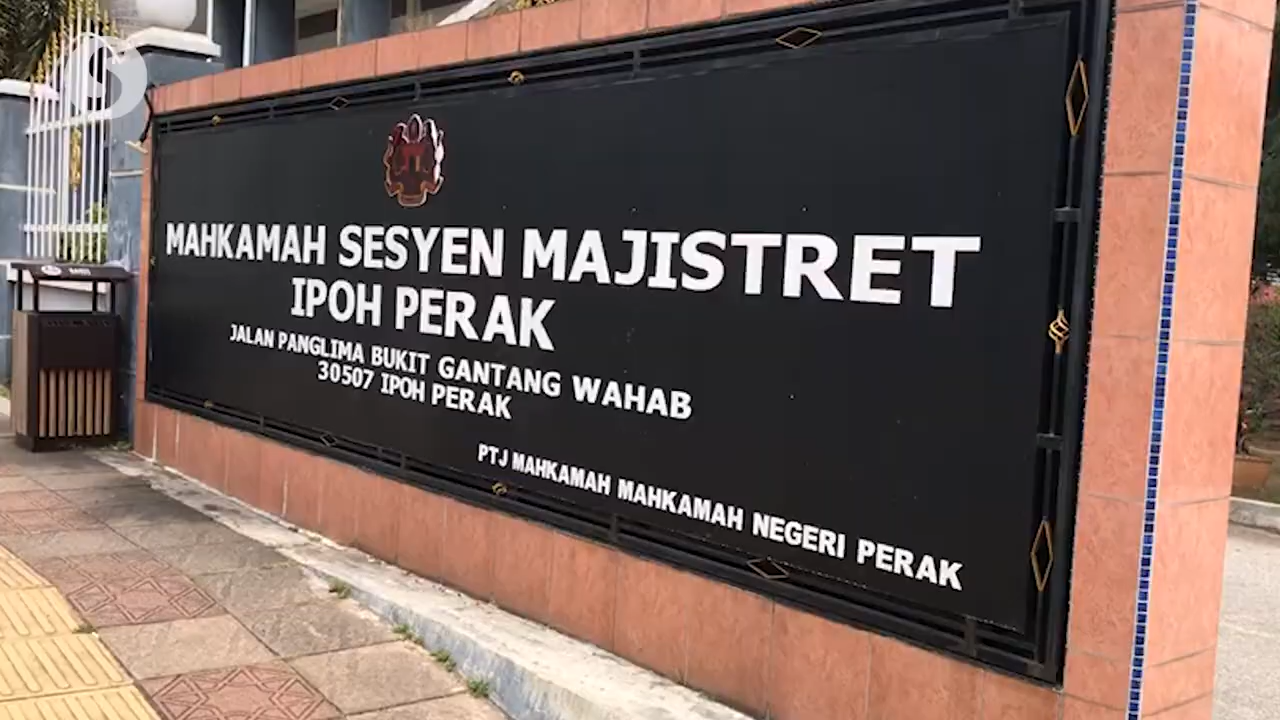 MAHKAMAH SESYEN MAJISTRET
IPOH PERAK
JALAN PANGLIMA BUKIT GANTANG WAHAB
30507 IPOH PERAK
PTJ MAHKAMAH MAHKAMAH NEGERI PERAK